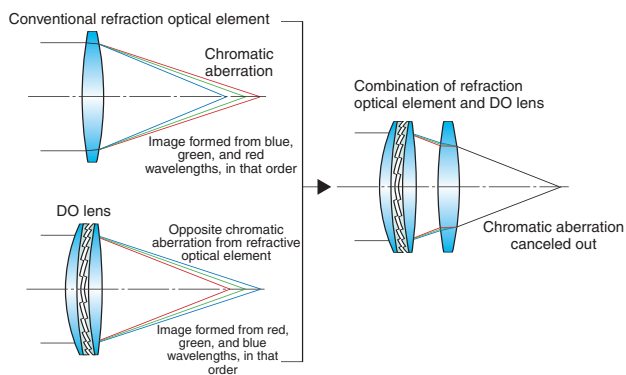 Conventional refraction optical element
Chromatic
aberration
Image formed from blue,
green, and red
wavelengths, in that order
DO lens
Opposite chromatic
aberration from refractive
optical element
Image formed from red,
green, and blue
wavelengths, in that
order
Combination of refraction
optical element and DO lens
Chromatic aberration
canceled out